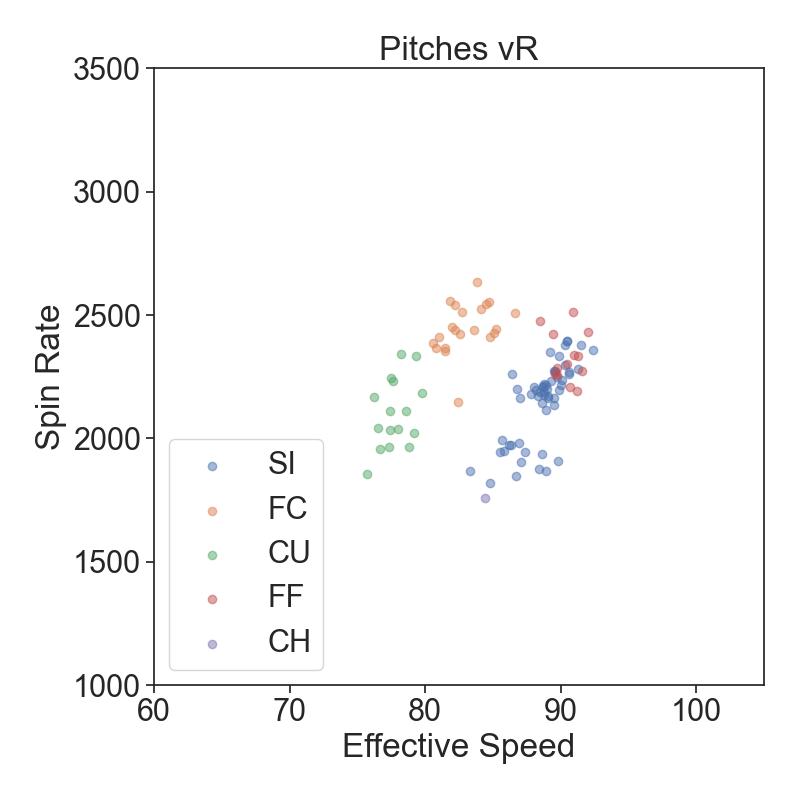 Pitches vR
3500
3000
2500
2000
1500
1000
Spin Rate
SI
FC
CU
FF
CH
60 70 80 90 100
Effective Speed